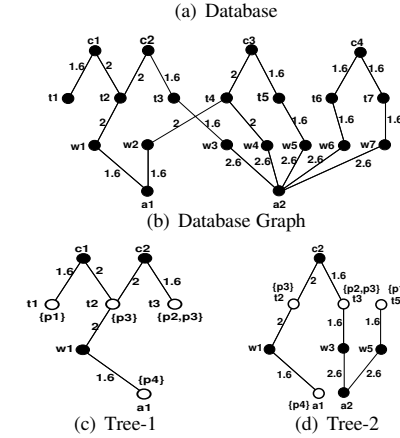 (a) Database
c1 c2 c3 c4
1.6 2 2 1.6 2 1.6 1.6 1.6
t1 t2 t3 t4 t5 t6 t7
2 2 1.6 2 1.6 1.6 1.6
w1 w2 w3 w4 w5 w6 w7
1.6 1.6 2.6 2.6 2.6 2.6 2.6
a1 a2
(b) Database Graph
c1 c2
1.6 2 2 1.6
t1 t2 t3
{p1} {p3} {p2,p3}
2
w1
1.6 {p4}
a1
(c) Tree-1
c2
{p3} 2 1.6 {p2,p3}
t2 t3 t5
2 1.6 1.6
w1 w3 w5
1.6 2.6 2.6
{p4} a1 a2
(d) Tree-2